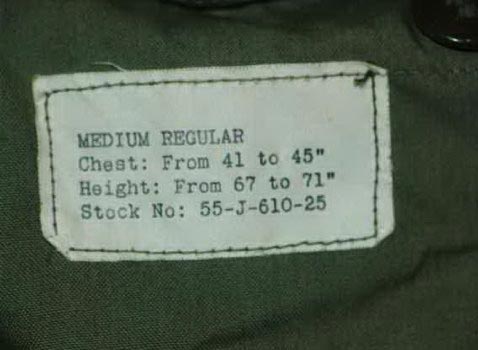 MEDIUM REGULAR
Chest: From 41 to 45"
Height: From 67 to 71"
Stock No: 55-J-610-25